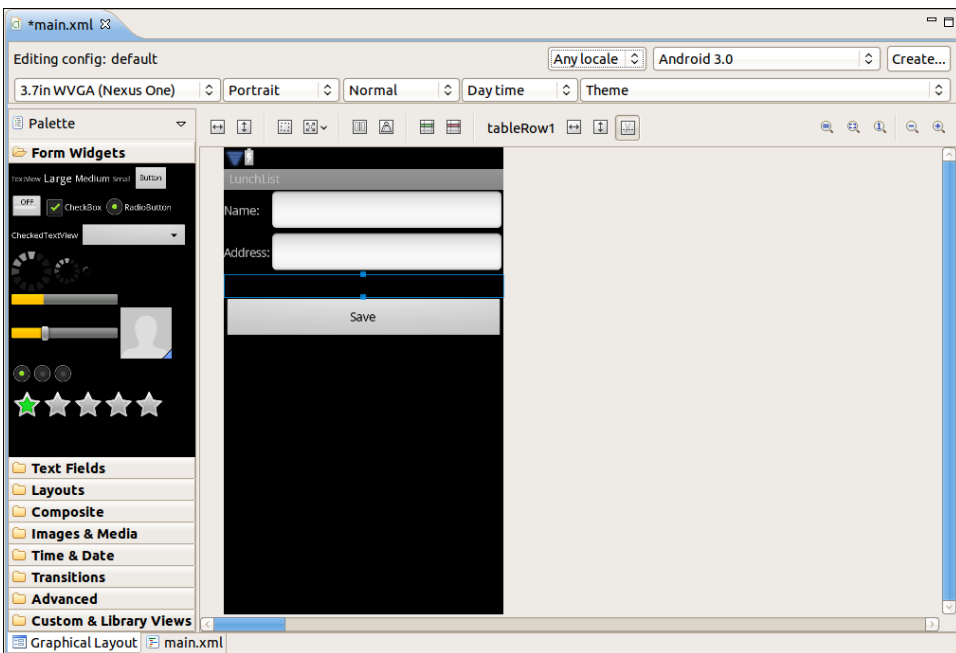 *main.xml
Editing config: default
Any locale
Android 3.0
Create...
3.7in WVGA (Nexus One)
Portrait
Normal
Day time
Theme
Palette
tableRow1
Form Widgets
TextView Large Medium Small Button
OFF CheckBox RadioButton
CheckedTextView
LunchList
Name:
Address:
Save
Text Fields
Layouts
Composite
Images & Media
Time & Date
Transitions
Advanced
Custom & Library Views
Graphical Layout
main.xml